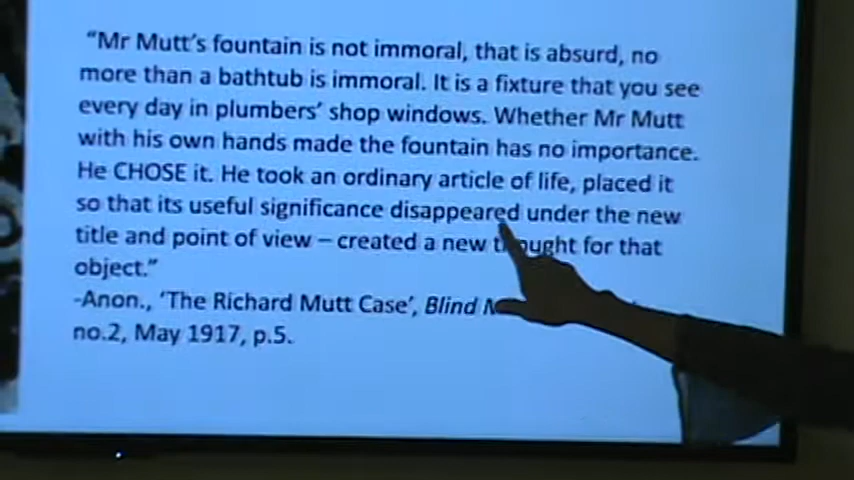 “Mr Mutt’s fountain is not immoral, that is absurd, no
more than a bathtub is immoral. It is a fixture that you see
every day in plumbers’ shop windows. Whether Mr Mutt
with his own hands made the fountain has no importance.
He CHOSE it. He took an ordinary article of life, placed it
so that its useful significance disappeared under the new
title and point of view – created a new thought for that
object.”
-Anon., ‘The Richard Mutt Case’, Blind
no.2, May 1917, p.5.